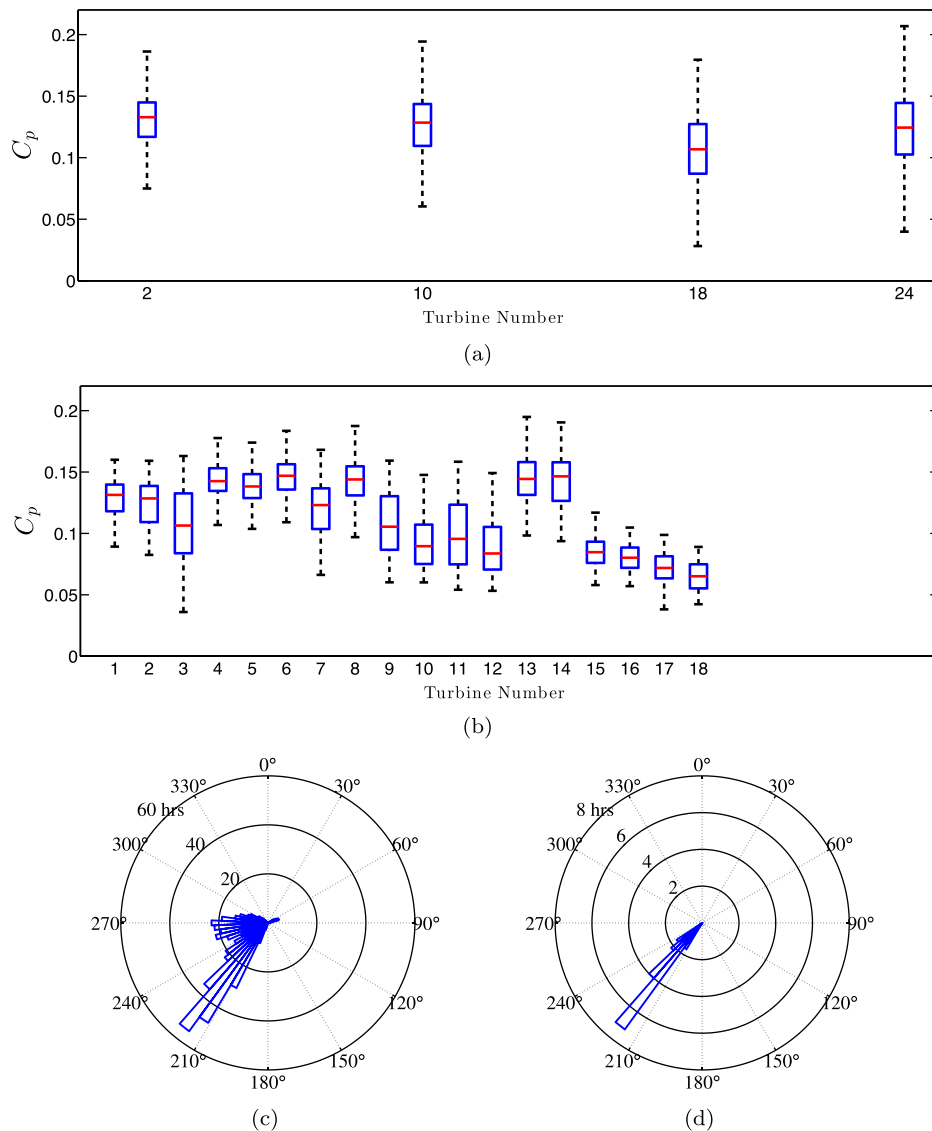 0.2
0.15
0.1
0.05
0
C_p
2 10 18 24
Turbine Number
(a)
0.2
0.15
0.1
0.05
0
C_p
1 2 3 4 5 6 7 8 9 10 11 12 13 14 15 16 17 18
Turbine Number
(b)
0°
330° 30°
60 hrs
300° 40 60°
20
270° 90°
240° 120°
210° 150°
180°
(c)
0°
330° 30°
8 hrs
6
300° 4 60°
2
270° 90°
240° 120°
210° 150°
180°
(d)